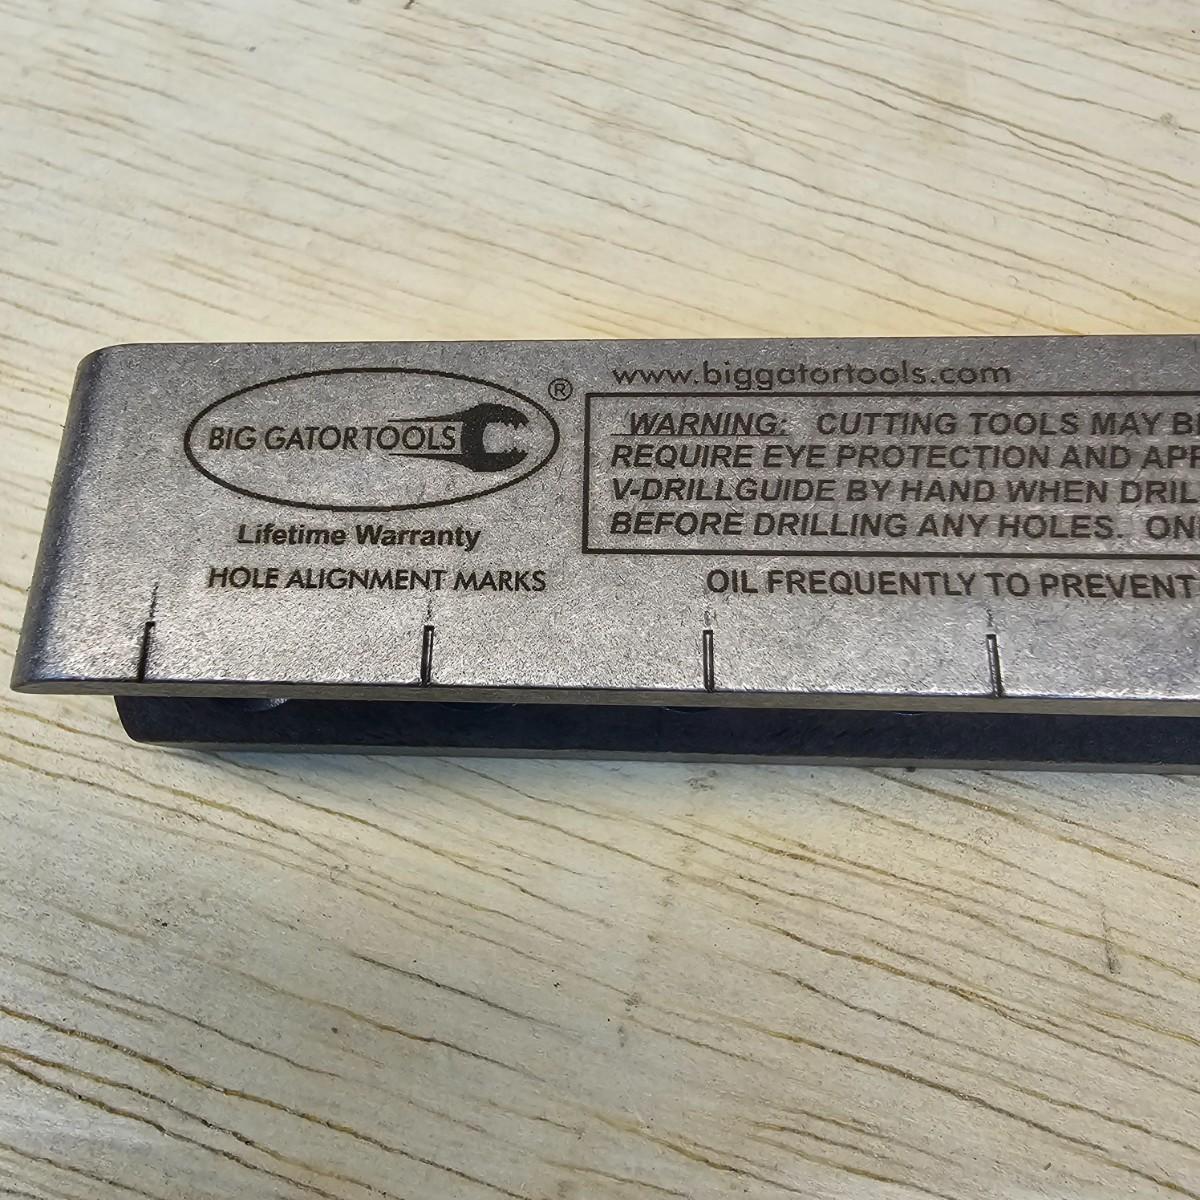 www.biggatortools.com
BIG GATOR TOOLS ®
WARNING: CUTTING TOOLS MAY
REQUIRE EYE PROTECTION AND
V-DRILLGUIDE BY HAND WHEN
BEFORE DRILLING ANY HOLES.
Lifetime Warranty
HOLE ALIGNMENT MARKS
OIL FREQUENTLY TO PREVENT